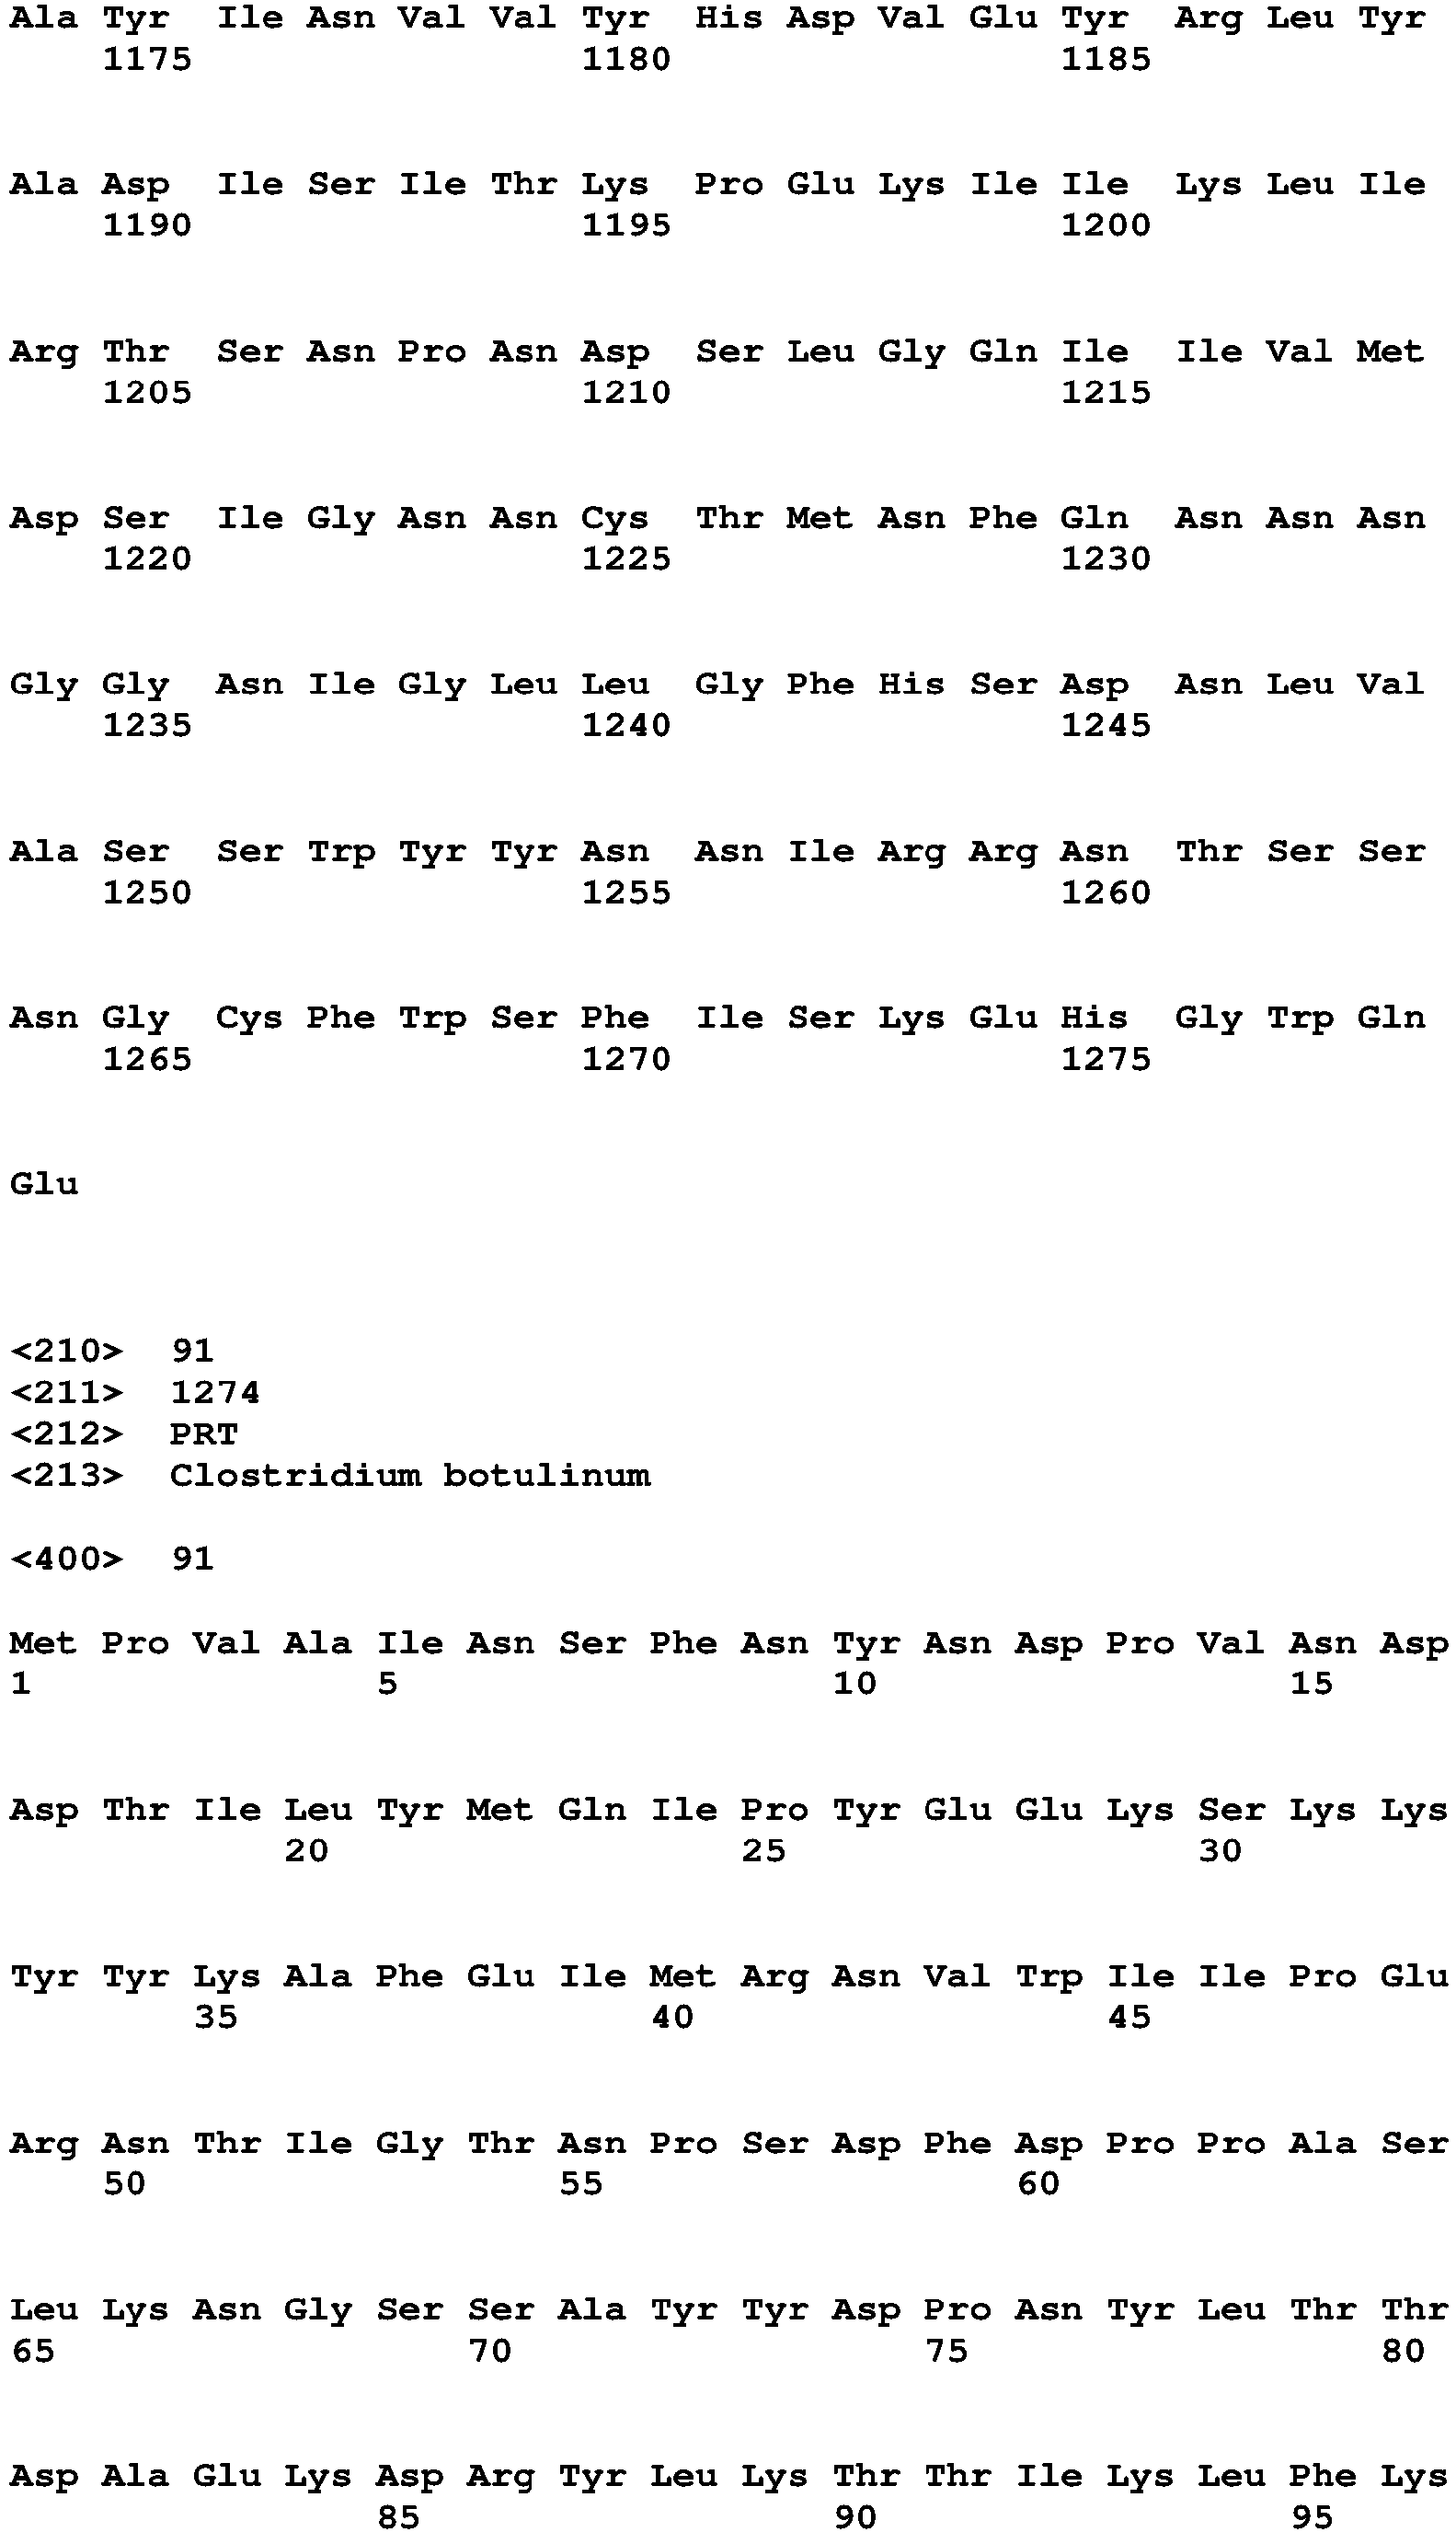 Ala Tyr Ile Asn Val Val Tyr His Asp Val Glu Tyr Arg Leu Tyr
1175 1180 1185
Ala Asp Ile Ser Ile Thr Lys Pro Glu Lys Ile Ile Lys Leu Ile
1190 1195 1200
Arg Thr Ser Asn Pro Asn Asp Ser Leu Gly Gln Ile Ile Val Met
1205 1210 1215
Asp Ser Ile Gly Asn Asn Cys Thr Met Asn Phe Gln Asn Asn Asn
1220 1225 1230
Gly Gly Asn Ile Gly Leu Leu Gly Phe His Ser Asp Asn Leu Val
1235 1240 1245
Ala Ser Ser Trp Tyr Tyr Asn Asn Ile Arg Arg Asn Thr Ser Ser
1250 1255 1260
Asn Gly Cys Phe Trp Ser Phe Ile Ser Lys Glu His Gly Trp Gln
1265 1270 1275
Glu
<210> 91
<211> 1274
<212> PRT
<213> Clostridium botulinum
<400> 91
Met Pro Val Ala Ile Asn Ser Phe Asn Tyr Asn Asp Pro Val Asn Asp
1 5 10 15
Asp Thr Ile Leu Tyr Met Gln Ile Pro Tyr Glu Glu Lys Ser Lys Lys
20 25 30
Tyr Tyr Lys Ala Phe Glu Ile Met Arg Asn Val Trp Ile Ile Pro Glu
35 40 45
Arg Asn Thr Ile Gly Thr Asn Pro Ser Asp Phe Asp Pro Pro Ala Ser
50 55 60
Leu Lys Asn Gly Ser Ser Ala Tyr Tyr Asp Pro Asn Tyr Leu Thr Thr
65 70 75 80
Asp Ala Glu Lys Asp Arg Tyr Leu Lys Thr Thr Ile Lys Leu Phe Lys
85 90 95